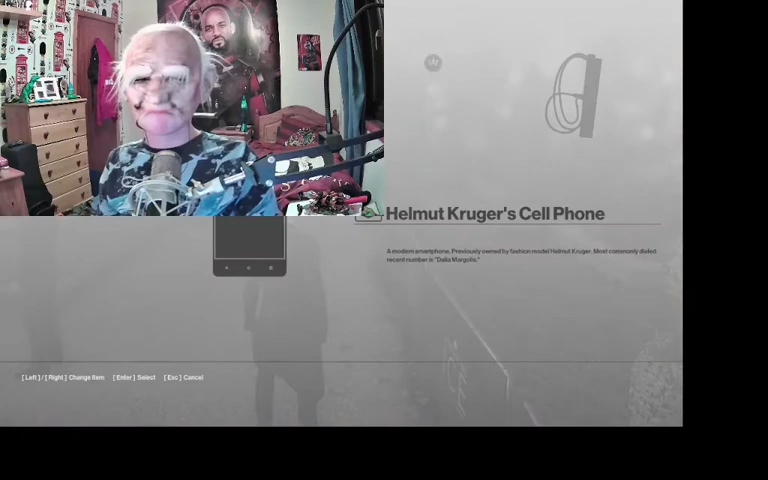 Helmut Kruger's Cell Phone
A modern smartphone. Previously owned by fashion model Helmut Kruger. Most commonly dialed
recent number is "Dalia Margolis."
[ Left ] / [ Right ] Change Item [ Enter ] Select [ Esc ] Cancel